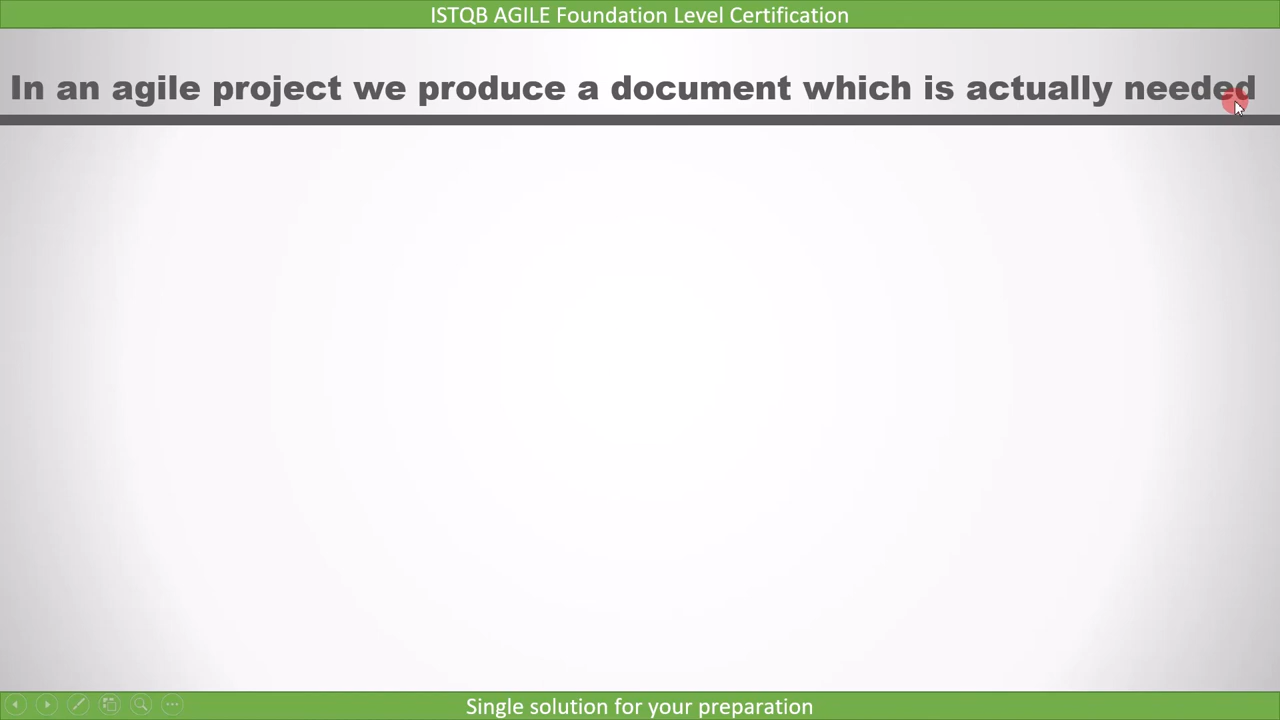 ISTQB AGILE Foundation Level Certification
In an agile project we produce a document which is actually needed
Single solution for your preparation